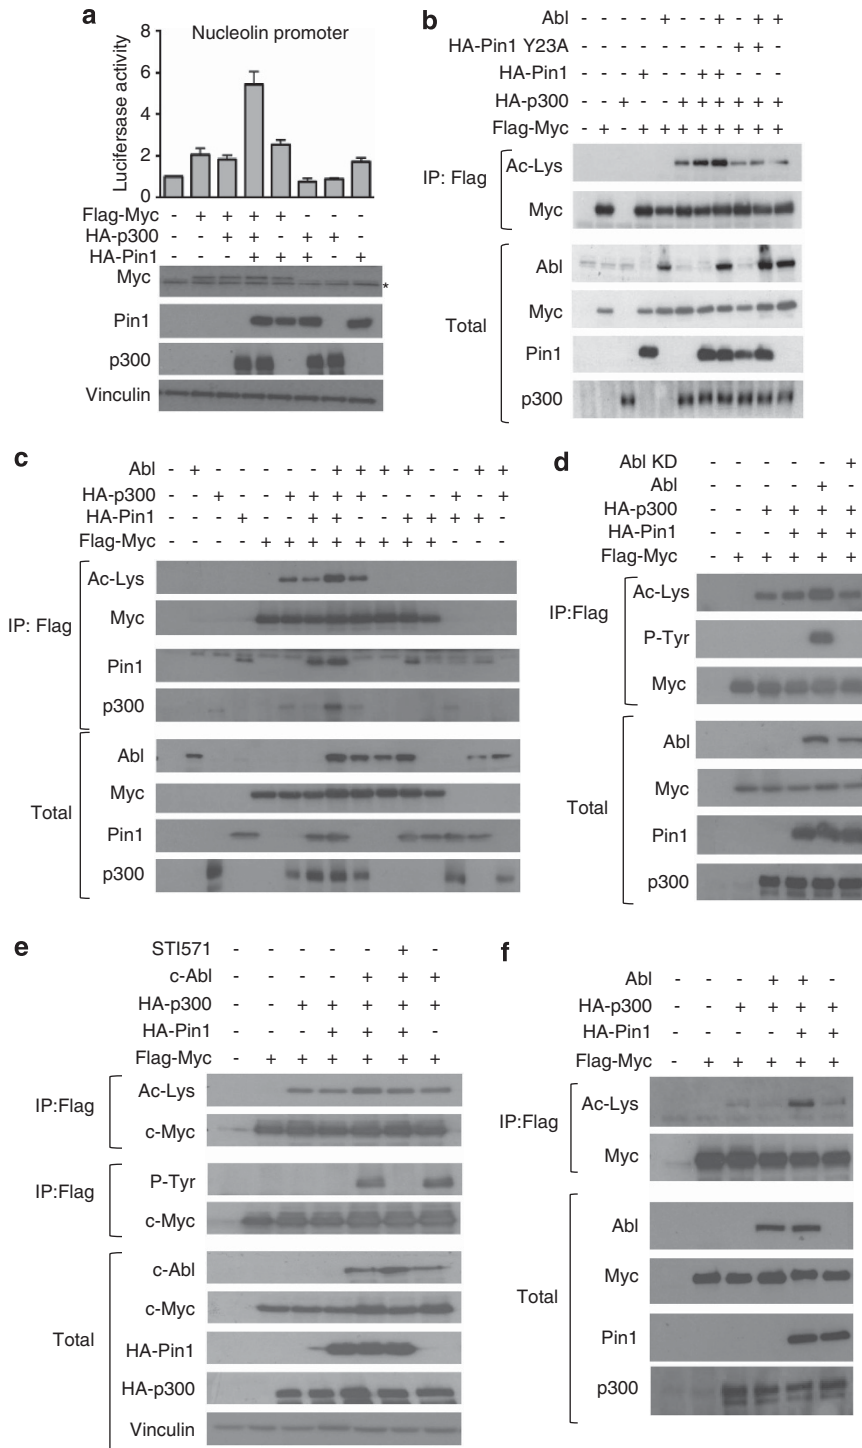 a
Nucleolin promoter
Lucifersase activity
8
6
4
2
0
Flag-Myc - + + + + - - -
HA-p300 - - + + - + + -
HA-Pin1 - - - + + + - +
Myc *
Pin1
p300
Vinculin
b
Abl - - - - + - - + - + +
HA-Pin1 Y23A - - - - - - - - + + -
HA-Pin1 - - - + - - + + - - -
HA-p300 - - + - - + + + + + +
Flag-Myc - + - + + + + + + + +
IP: Flag
Ac-Lys
Myc
Total
Abl
Myc
Pin1
p300
c
Abl - + - - - - - + + + + - - + +
HA-p300 - - + - - + + + + - - - + - +
HA-Pin1 - - - + - - + + - - + + + + -
Flag-Myc - - - - + + + + + + + + - - -
IP: Flag
Ac-Lys
Myc
Pin1
p300
Total
Abl
Myc
Pin1
p300
d
Abl KD - - - - - +
Abl - - - - + -
HA-p300 - - + + + +
HA-Pin1 - - - + + +
Flag-Myc - + + + + +
IP:Flag
Ac-Lys
P-Tyr
Myc
Total
Abl
Myc
Pin1
p300
e
STI571 - - - - - + -
c-Abl - - - - + + +
HA-p300 - - + + + + +
HA-Pin1 - - - + + + -
Flag-Myc - + + + + + +
IP:Flag
Ac-Lys
c-Myc
IP:Flag
P-Tyr
c-Myc
Total
c-Abl
c-Myc
HA-Pin1
HA-p300
Vinculin
f
Abl - - - + + -
HA-p300 - - + + + +
HA-Pin1 - - - - + +
Flag-Myc - + + + + +
IP:Flag
Ac-Lys
Myc
Total
Abl
Myc
Pin1
p300